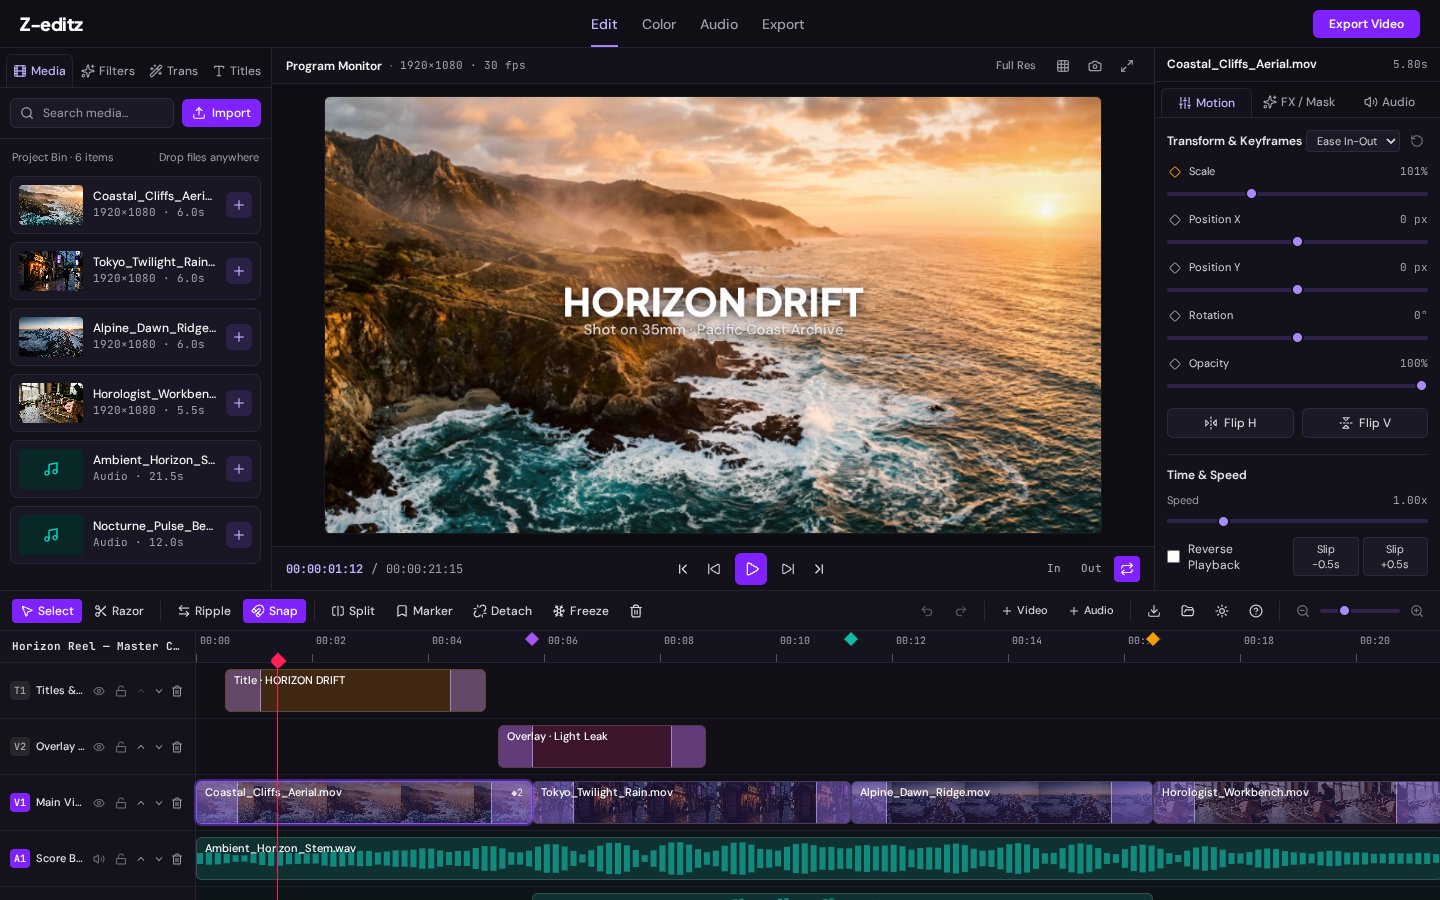 Z-editz
Edit Color Audio Export
Export Video
Media Filters Trans Titles
Search media… Import
Project Bin · 6 items Drop files anywhere
Coastal_Cliffs_Aeri…
1920×1080 · 6.0s
Tokyo_Twilight_Rain…
1920×1080 · 6.0s
Alpine_Dawn_Ridge…
1920×1080 · 6.0s
Horologist_Workben…
1920×1080 · 5.5s
Ambient_Horizon_S…
Audio · 21.5s
Nocturne_Pulse_Be…
Audio · 12.0s
Program Monitor · 1920×1080 · 30 fps Full Res
HORIZON DRIFT
Shot on 35mm · Pacific Coast Archive
00:00:01:12 / 00:00:21:15 In Out
Coastal_Cliffs_Aerial.mov 5.80s
Motion FX / Mask Audio
Transform & Keyframes Ease In-Out
Scale 101%
Position X 0 px
Position Y 0 px
Rotation 0°
Opacity 100%
Flip H Flip V
Time & Speed
Speed 1.00x
Reverse Playback
Slip -0.5s
Slip +0.5s
Select Razor Ripple Snap Split Marker Detach Freeze + Video + Audio
Horizon Reel — Master C… 00:00 00:02 00:04 00:06 00:08 00:10 00:12 00:14 00: 00:18 00:20
T1 Titles &… Title · HORIZON DRIFT
V2 Overlay … Overlay · Light Leak
V1 Main Vi… Coastal_Cliffs_Aerial.mov ◆2 Tokyo_Twilight_Rain.mov Alpine_Dawn_Ridge.mov Horologist_Workbench.mov
A1 Score B… Ambient_Horizon_Stem.wav